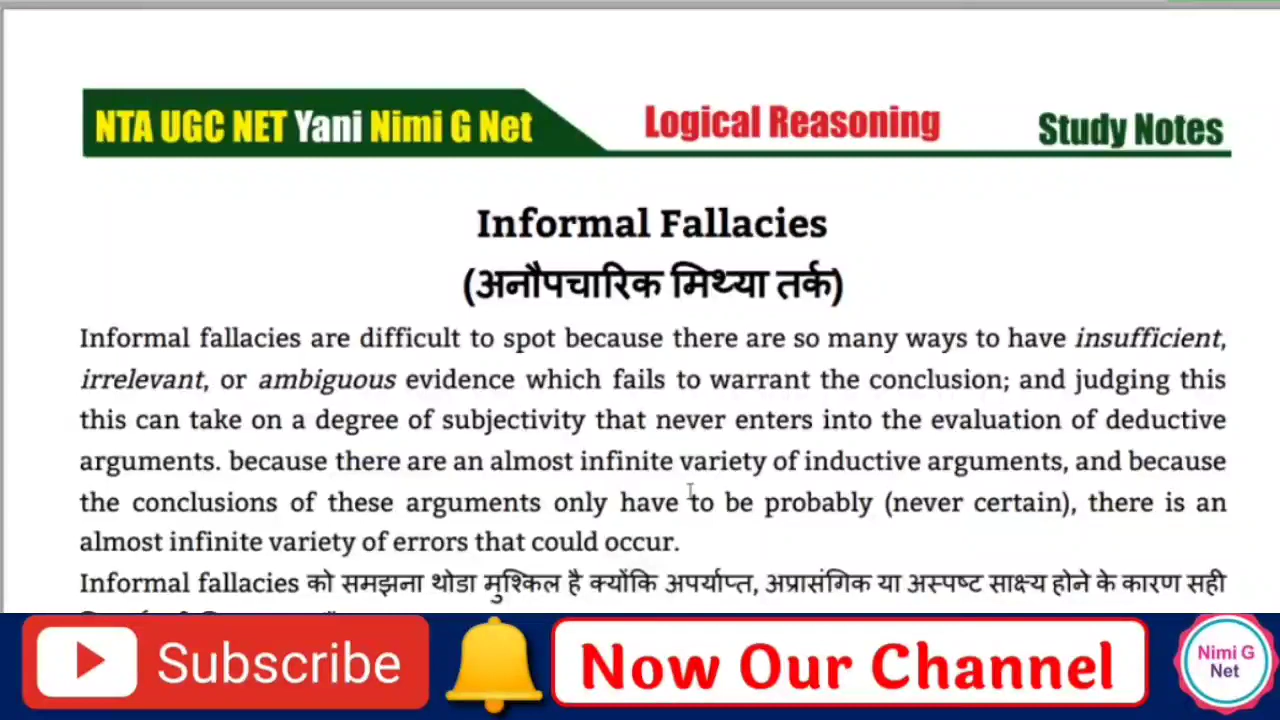 NTA UGC NET Yani Nimi G Net Logical Reasoning Study Notes
Informal Fallacies
(अनौपचारिक मिथ्या तर्क)
Informal fallacies are difficult to spot because there are so many ways to have insufficient,
irrelevant, or ambiguous evidence which fails to warrant the conclusion; and judging this
this can take on a degree of subjectivity that never enters into the evaluation of deductive
arguments. because there are an almost infinite variety of inductive arguments, and because
the conclusions of these arguments only have to be probably (never certain), there is an
almost infinite variety of errors that could occur.
Informal fallacies को समझना थोडा मुश्किल है क्योंकि अपर्याप्त, अप्रासंगिक या अस्पष्ट साक्ष्य होने के कारण सही
Subscribe Now Our Channel
Nimi G
Net